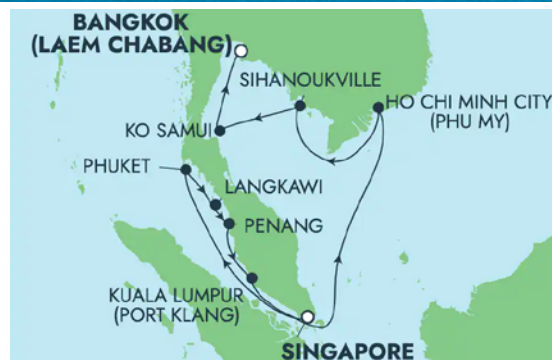 BANGKOK
(LAEM CHABANG)
SIHANOUKVILLE
HO CHI MINH CITY
(PHU MY)
KO SAMUI
PHUKET
LANGKAWI
PENANG
KUALA LUMPUR
(PORT KLANG)
SINGAPORE